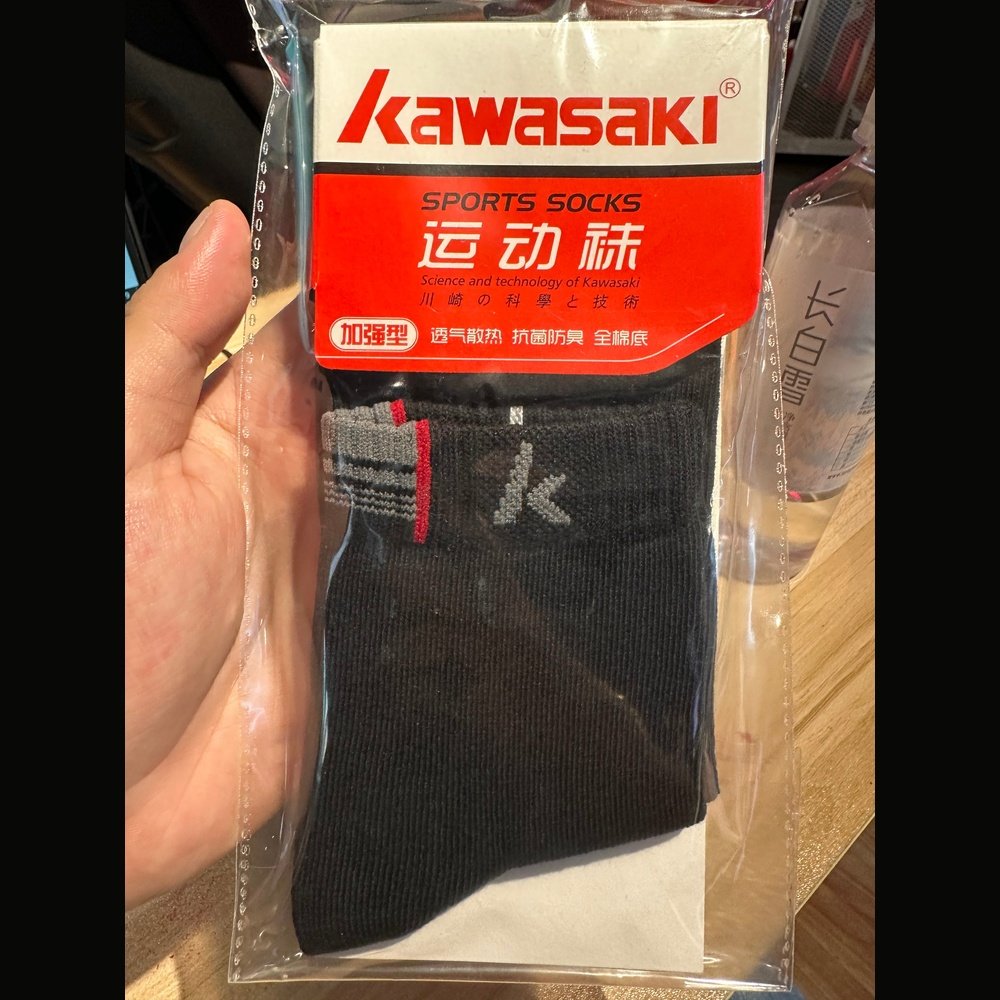 Kawasaki®
SPORTS SOCKS
运动袜
Science and technology of Kawasaki
川崎の科學と技術
加强型 透气散热 抗菌防臭 全棉底
k
长白雪